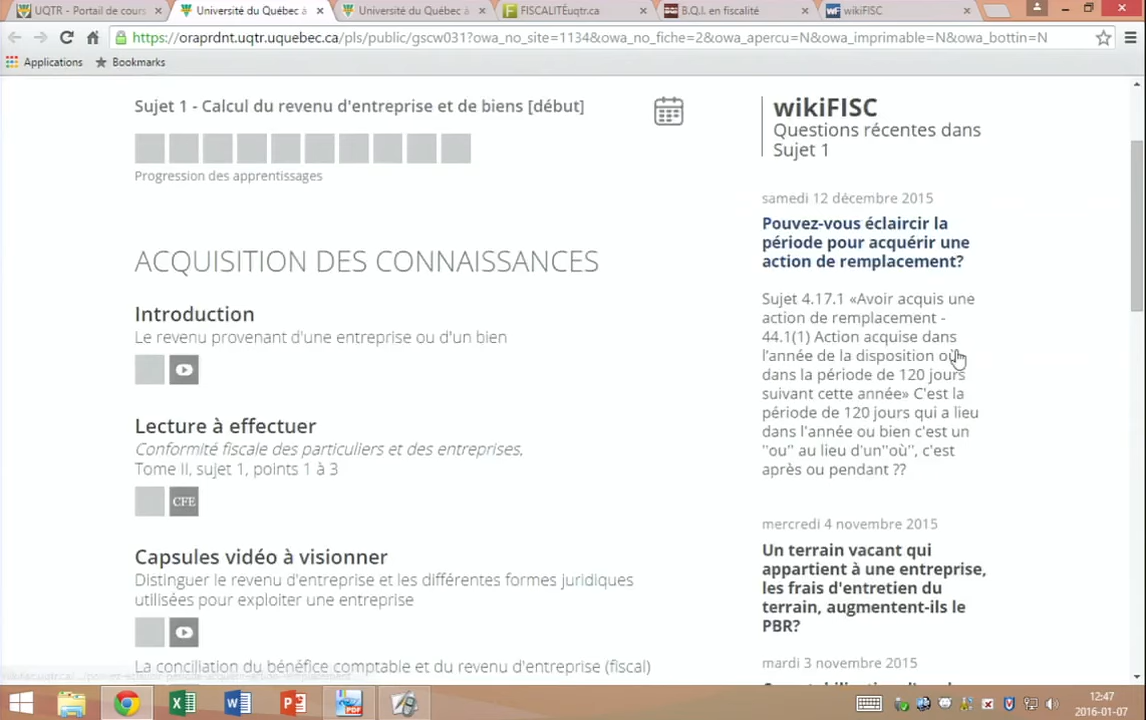 UQTR - Portail de cours
Université du Québec à
Université du Québec à
FISCALITÉuqtr.ca
B.Q.I. en fiscalité
wikiFISC
https://oraprdnt.uqtr.uquebec.ca/pls/public/gscw031?owa_no_site=1134&owa_no_fiche=2&owa_apercu=N&owa_imprimable=N&owa_bottin=N
Applications
Bookmarks
Sujet 1 - Calcul du revenu d'entreprise et de biens [début]
Progression des apprentissages
ACQUISITION DES CONNAISSANCES
Introduction
Le revenu provenant d'une entreprise ou d'un bien
Lecture à effectuer
Conformité fiscale des particuliers et des entreprises,
Tome II, sujet 1, points 1 à 3
CFE
Capsules vidéo à visionner
Distinguer le revenu d'entreprise et les différentes formes juridiques
utilisées pour exploiter une entreprise
La conciliation du bénéfice comptable et du revenu d'entreprise (fiscal)
wikiFISC
Questions récentes dans
Sujet 1
samedi 12 décembre 2015
Pouvez-vous éclaircir la
période pour acquérir une
action de remplacement?
Sujet 4.17.1 «Avoir acquis une
action de remplacement -
44.1(1) Action acquise dans
l'année de la disposition où
dans la période de 120 jours
suivant cette année» C'est la
période de 120 jours qui a lieu
dans l'année ou bien c'est un
"ou" au lieu d'un"où", c'est
après ou pendant ??
mercredi 4 novembre 2015
Un terrain vacant qui
appartient à une entreprise,
les frais d'entretien du
terrain, augmentent-ils le
PBR?
mardi 3 novembre 2015
12:47
2016-01-07